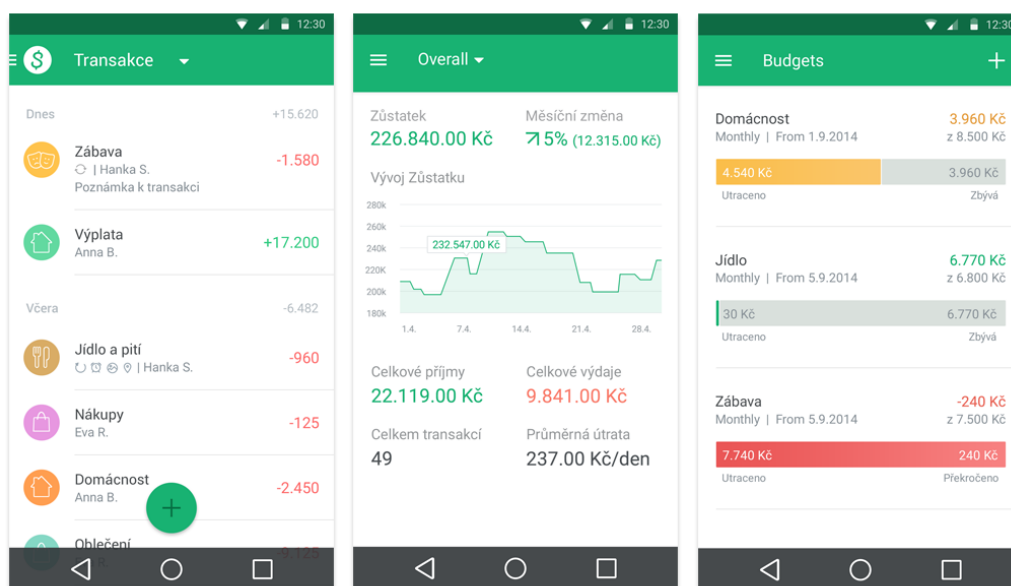 12:30
Transakce
Dnes +15.620
Zábava
| Hanka S.
Poznámka k transakci
-1.580
Výplata
Anna B.
+17.200
Včera -6.482
Jídlo a pití
| Hanka S.
-960
Nákupy
Eva R.
-125
Domácnost
Anna B.
-2.450
Oblečení
-9.125
12:30
Overall
Zůstatek
226.840.00 Kč
Měsíční změna
5% (12.315.00 Kč)
Vývoj Zůstatku
280k
260k
240k
220K
200k
180k
232.547.00 Kč
1.4. 7.4. 14.4. 21.4. 28.4.
Celkové příjmy
22.119.00 Kč
Celkové výdaje
9.841.00 Kč
Celkem transakcí
49
Průměrná útrata
237.00 Kč/den
12:30
Budgets
Domácnost 3.960 Kč
Monthly | From 1.9.2014 z 8.500 Kč
4.540 Kč 3.960 Kč
Utraceno Zbývá
Jídlo 6.770 Kč
Monthly | From 5.9.2014 z 6.800 Kč
30 Kč 6.770 Kč
Utraceno Zbývá
Zábava -240 Kč
Monthly | From 5.9.2014 z 7.500 Kč
7.740 Kč 240 Kč
Utraceno Překročeno